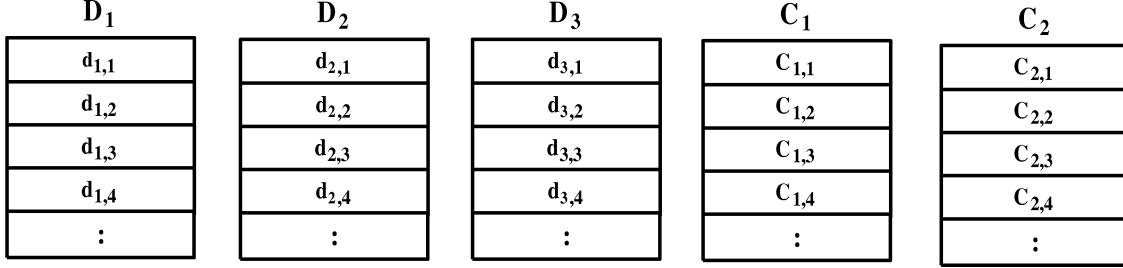 D1 D2 D3 C1 C2
d1,1 d2,1 d3,1 C1,1 C2,1
d1,2 d2,2 d3,2 C1,2 C2,2
d1,3 d2,3 d3,3 C1,3 C2,3
d1,4 d2,4 d3,4 C1,4 C2,4
: : : : :